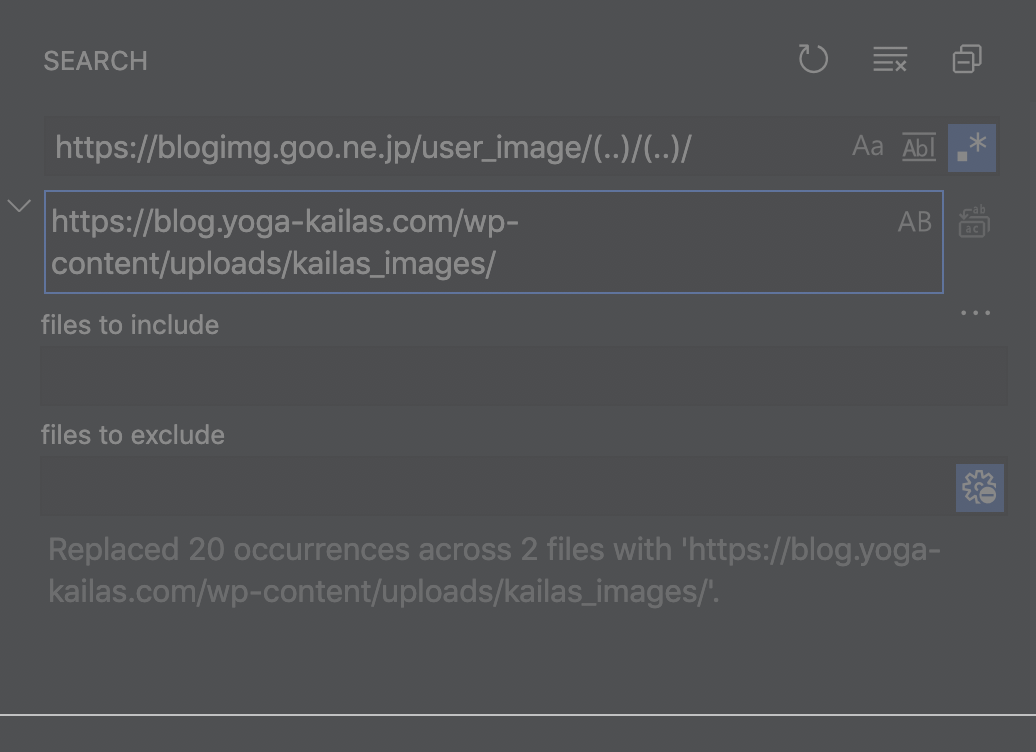 SEARCH
https://blogimg.goo.ne.jp/user_image/(..)/(..)/
Aa Abl .*
https://blog.yoga-kailas.com/wp-
content/uploads/kailas_images/
AB
ab
ac
...
files to include
files to exclude
Replaced 20 occurrences across 2 files with 'https://blog.yoga-
kailas.com/wp-content/uploads/kailas_images/'.